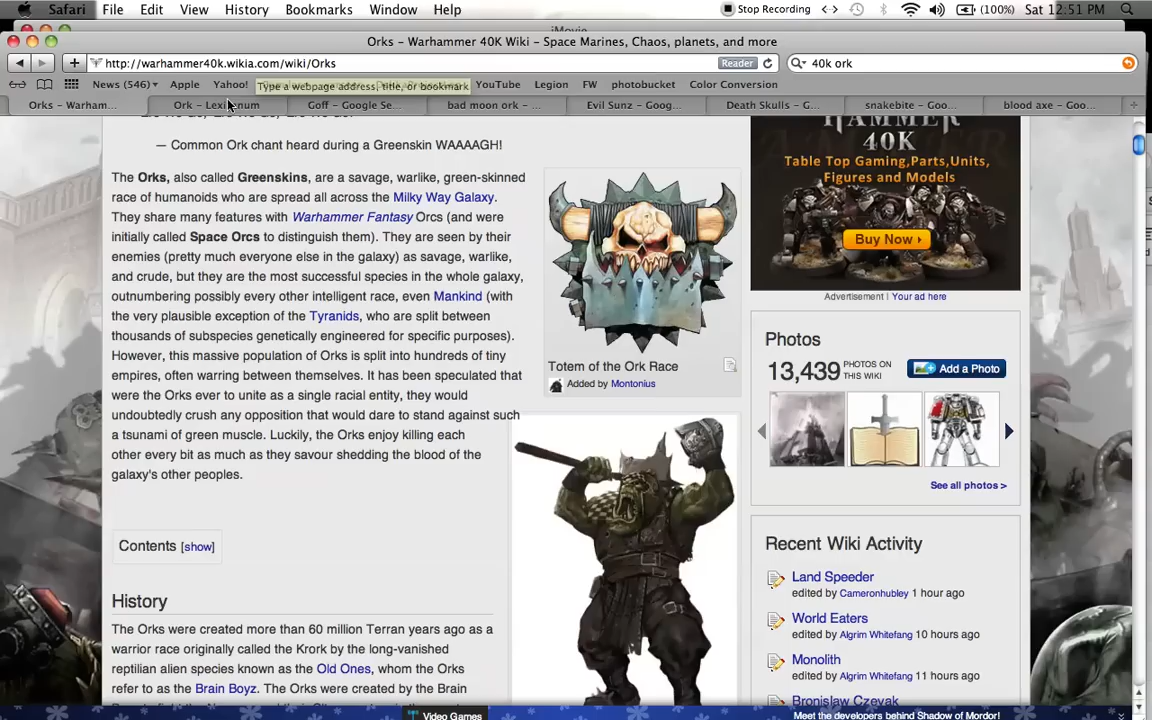 Safari File Edit View History Bookmarks Window Help Stop Recording (100%) Sat 12:51 PM
Orks – Warhammer 40K Wiki – Space Marines, Chaos, planets, and more
http://warhammer40k.wikia.com/wiki/Orks Reader 40k ork
News (546) Apple Yahoo! YouTube Legion FW photobucket Color Conversion
Type a webpage address, title, or bookmark
Orks – Warham... Ork – Lexicanum Goff – Google Se... bad moon ork – ... Evil Sunz – Goog... Death Skulls – G... snakebite – Goo... blood axe – Goo...
— Common Ork chant heard during a Greenskin WAAAAGH!
The Orks, also called Greenskins, are a savage, warlike, green-skinned
race of humanoids who are spread all across the Milky Way Galaxy.
They share many features with Warhammer Fantasy Orcs (and were
initially called Space Orcs to distinguish them). They are seen by their
enemies (pretty much everyone else in the galaxy) as savage, warlike,
and crude, but they are the most successful species in the whole galaxy,
outnumbering possibly every other intelligent race, even Mankind (with
the very plausible exception of the Tyranids, who are split between
thousands of subspecies genetically engineered for specific purposes).
However, this massive population of Orks is split into hundreds of tiny
empires, often warring between themselves. It has been speculated that
were the Orks ever to unite as a single racial entity, they would
undoubtedly crush any opposition that would dare to stand against such
a tsunami of green muscle. Luckily, the Orks enjoy killing each
other every bit as much as they savour shedding the blood of the
galaxy's other peoples.
Totem of the Ork Race
Added by Montonius
Contents [show]
History
The Orks were created more than 60 million Terran years ago as a
warrior race originally called the Krork by the long-vanished
reptilian alien species known as the Old Ones, whom the Orks
refer to as the Brain Boyz. The Orks were created by the Brain
HAMMER
40K
Table Top Gaming,Parts,Units,
Figures and Models
Buy Now
Advertisement | Your ad here
Photos
13,439 PHOTOS ON
THIS WIKI
Add a Photo
See all photos >
Recent Wiki Activity
Land Speeder
edited by Cameronhubley 1 hour ago
World Eaters
edited by Algrim Whitefang 10 hours ago
Monolith
edited by Algrim Whitefang 11 hours ago
Bronislaw Czevak
Video Games
Meet the developers behind Shadow of Mordor!